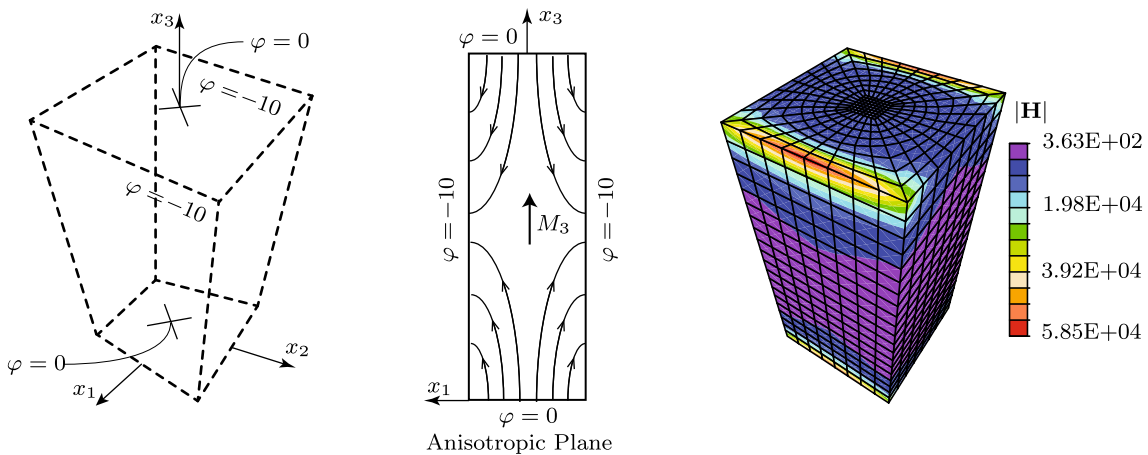 x₃
φ = 0
φ = −10
φ = −10
φ = 0
x₁
x₂
x₃
φ = 0
φ = −10
φ = −10
M₃
x₁
φ = 0
Anisotropic Plane
|H|
3.63E+02
1.98E+04
3.92E+04
5.85E+04